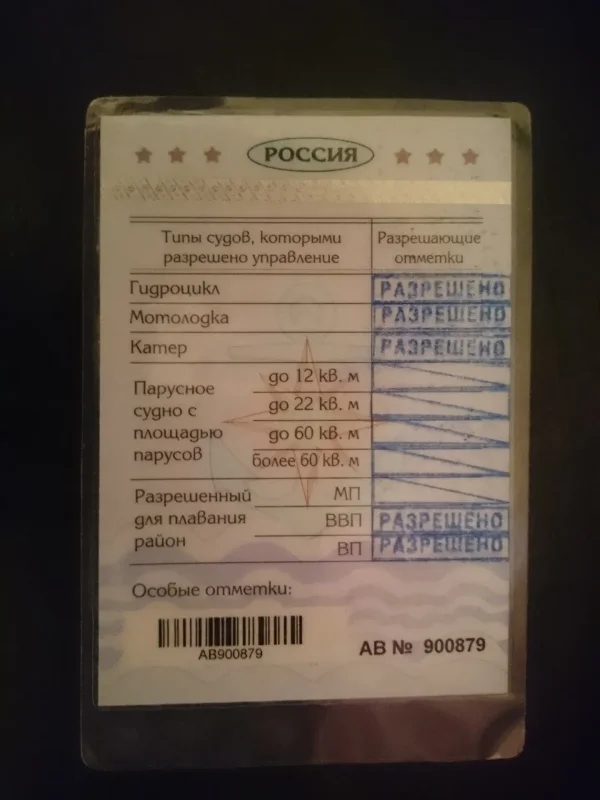 РОССИЯ
Типы судов, которыми
разрешено управление
Разрешающие
отметки
Гидроцикл
РАЗРЕШЕНО
Мотолодка
РАЗРЕШЕНО
Катер
РАЗРЕШЕНО
Парусное
судно с
площадью
парусов
до 12 кв. м
до 22 кв. м
до 60 кв. м
более 60 кв. м
Разрешенный
для плавания
район
МП
ВВП
РАЗРЕШЕНО
ВП
РАЗРЕШЕНО
Особые отметки:
АВ900879
АВ № 900879